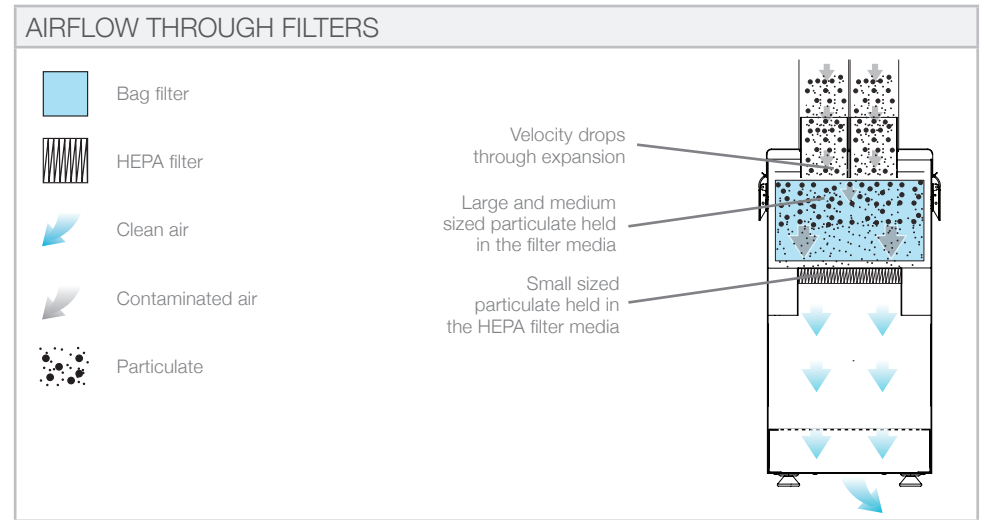 AIRFLOW THROUGH FILTERS
Bag filter
HEPA filter
Clean air
Contaminated air
Particulate
Velocity drops
through expansion
Large and medium
sized particulate held
in the filter media
Small sized
particulate held in
the HEPA filter media